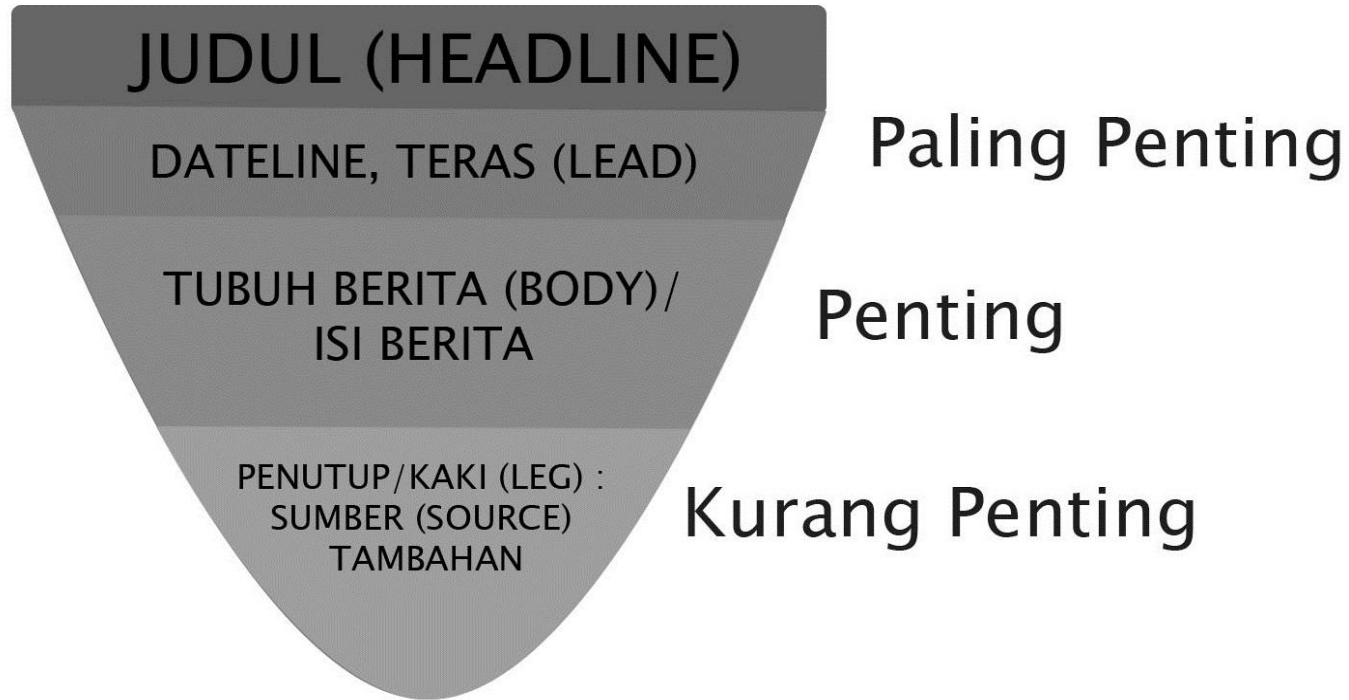 JUDUL (HEADLINE)
DATELINE, TERAS (LEAD)
Paling Penting
TUBUH BERITA (BODY)/
ISI BERITA
Penting
PENUTUP/KAKI (LEG) :
SUMBER (SOURCE)
TAMBAHAN
Kurang Penting